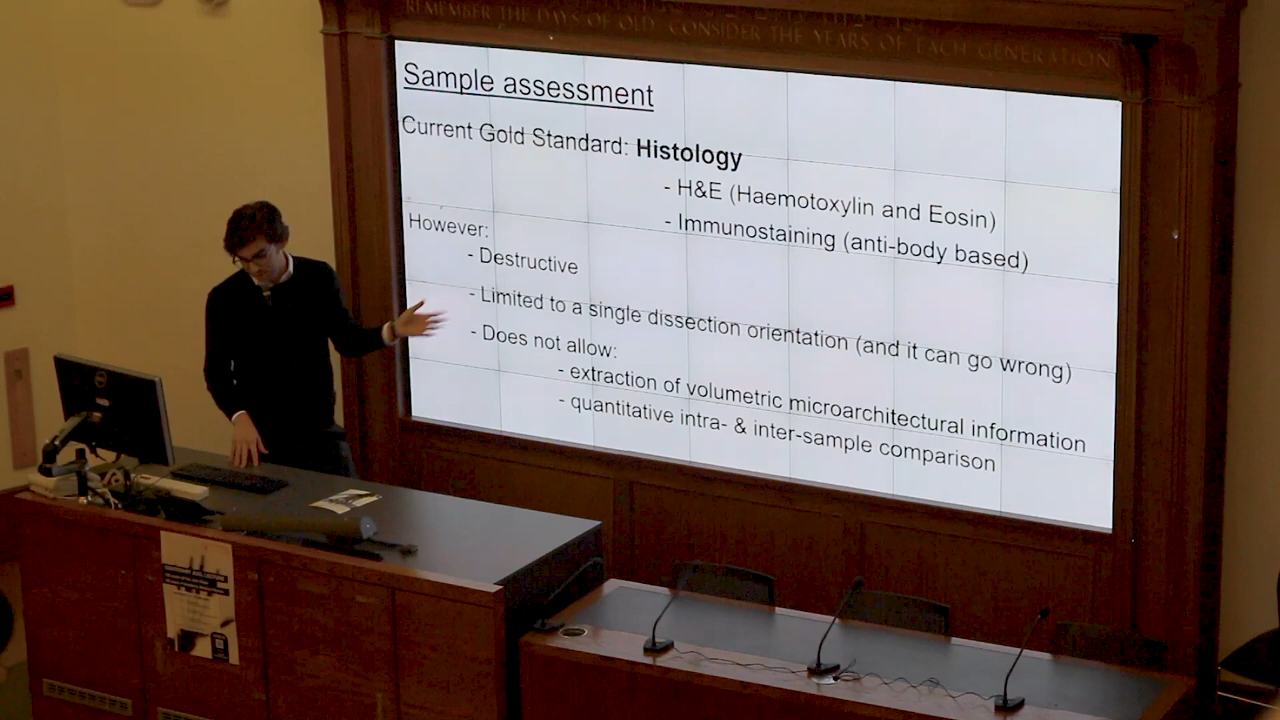 REMEMBER THE DAYS OF OLD, CONSIDER THE YEARS OF EACH GENERATION
Sample assessment
Current Gold Standard: Histology
- H&E (Haemotoxylin and Eosin)
- Immunostaining (anti-body based)
However:
- Destructive
- Limited to a single dissection orientation (and it can go wrong)
- Does not allow:
- extraction of volumetric microarchitectural information
- quantitative intra- & inter-sample comparison
DELL